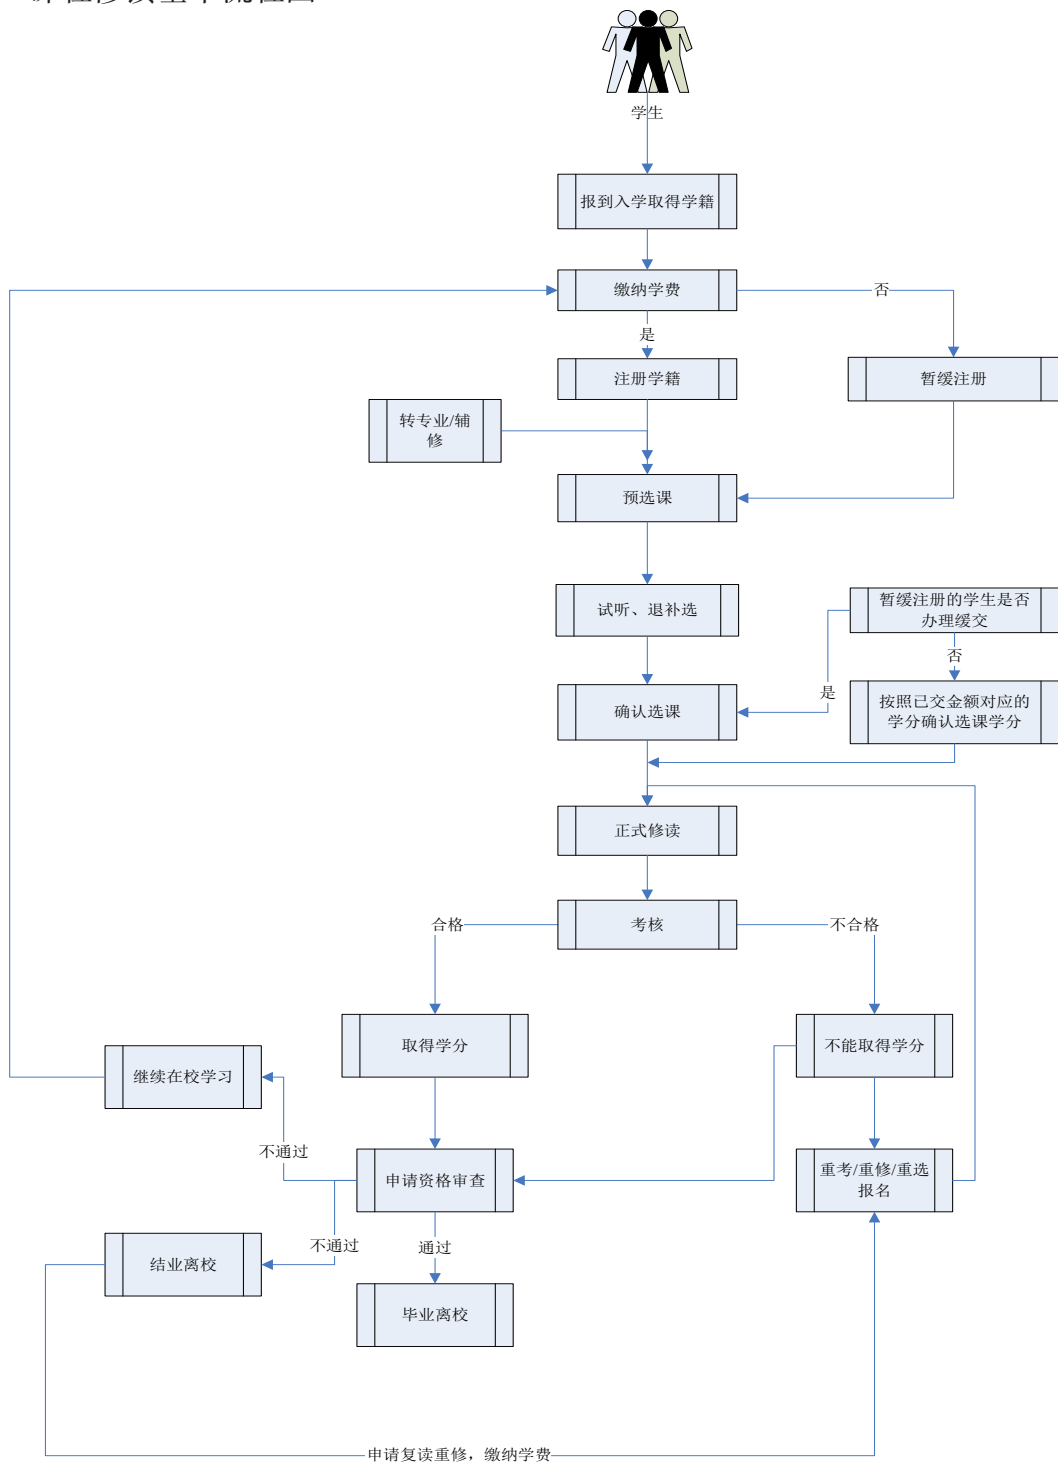 学生
报到入学取得学籍
缴纳学费
否
是
注册学籍
暂缓注册
转专业/辅
修
预选课
试听、退补选
暂缓注册的学生是否
办理缓交
否
是
确认选课
按照已交金额对应的
学分确认选课学分
正式修读
考核
合格
不合格
取得学分
不能取得学分
继续在校学习
不通过
申请资格审查
重考/重修/重选
报名
不通过
通过
结业离校
毕业离校
申请复读重修，缴纳学费